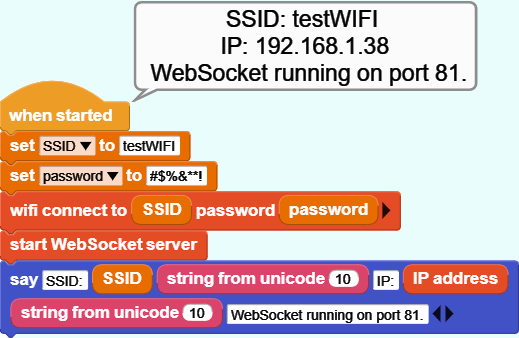 SSID: testWIFI
IP: 192.168.1.38
WebSocket running on port 81.
when started
set SSID ▼ to testWIFI
set password ▼ to #$%&**!
wifi connect to SSID password password
start WebSocket server
say SSID: SSID string from unicode 10 IP: IP address
string from unicode 10 WebSocket running on port 81.